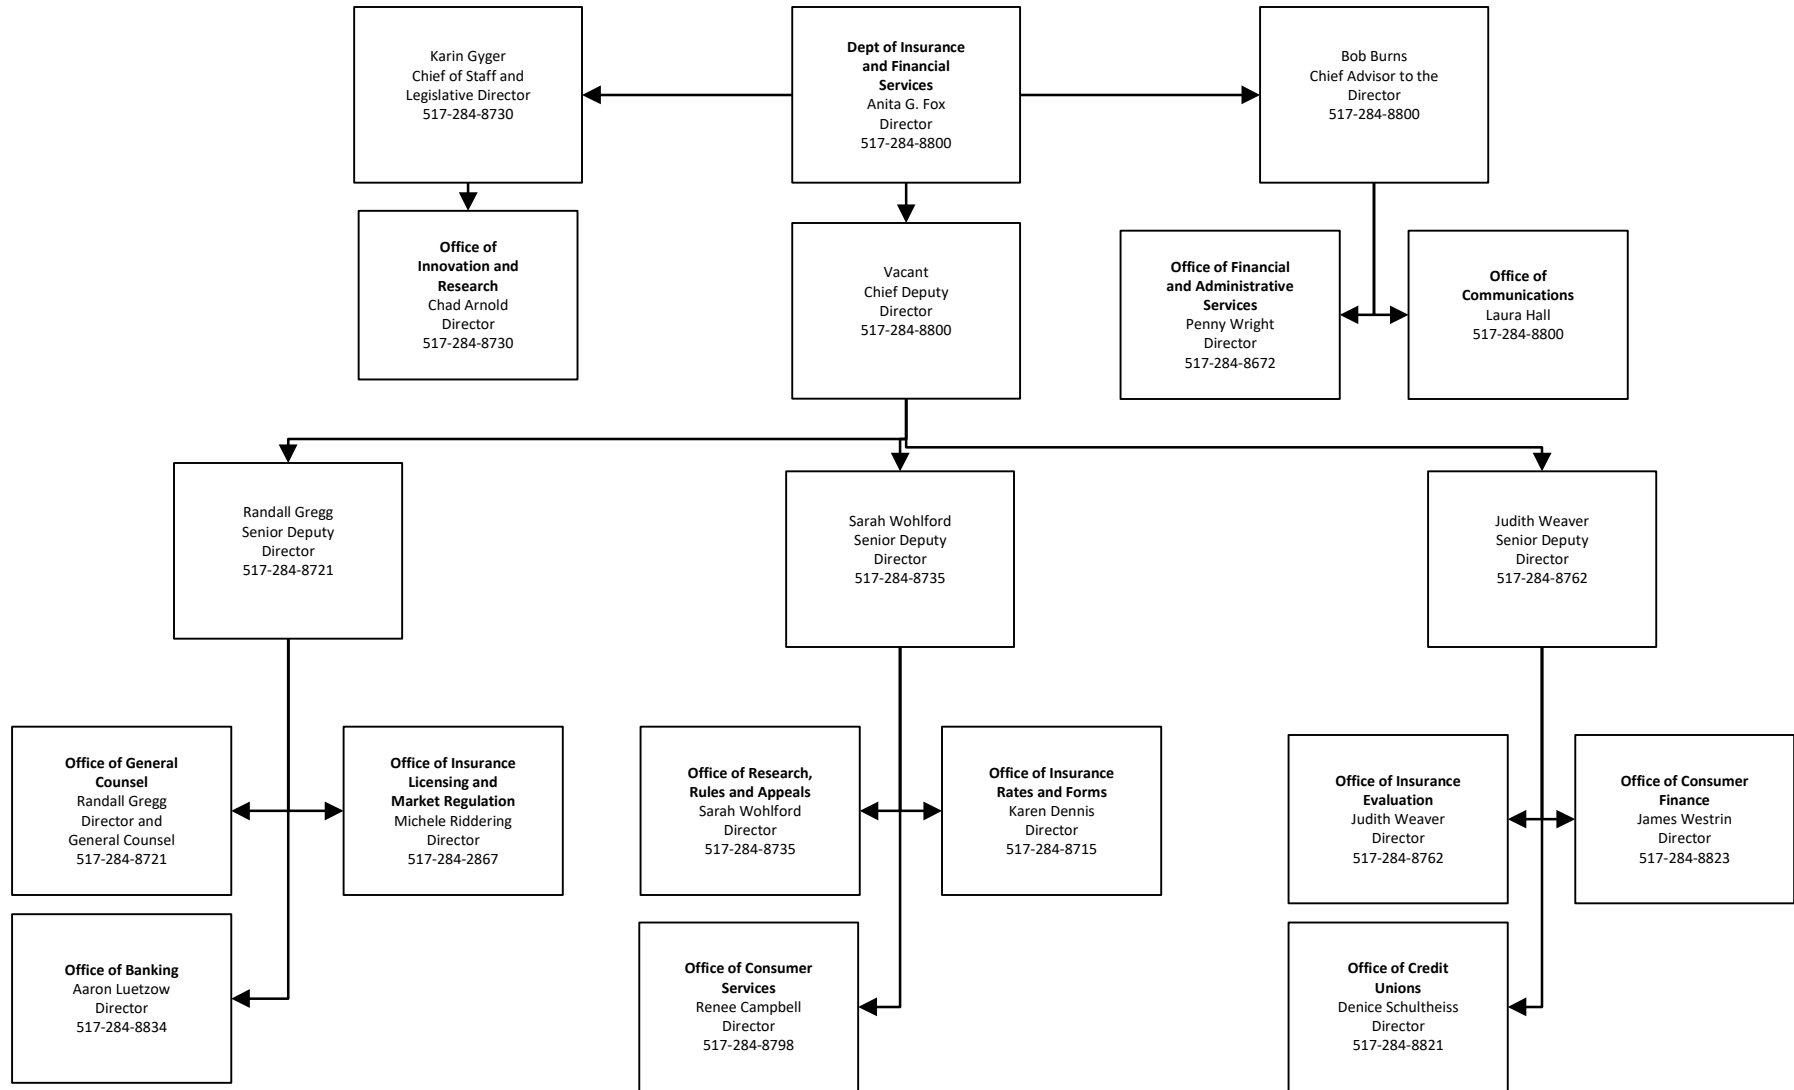 Karin Gyger
Chief of Staff and
Legislative Director
517-284-8730
Dept of Insurance
and Financial
Services
Anita G. Fox
Director
517-284-8800
Bob Burns
Chief Advisor to the
Director
517-284-8800
Office of
Innovation and
Research
Chad Arnold
Director
517-284-8730
Vacant
Chief Deputy
Director
517-284-8800
Office of Financial
and Administrative
Services
Penny Wright
Director
517-284-8672
Office of
Communications
Laura Hall
517-284-8800
Randall Gregg
Senior Deputy
Director
517-284-8721
Sarah Wohlford
Senior Deputy
Director
517-284-8735
Judith Weaver
Senior Deputy
Director
517-284-8762
Office of General
Counsel
Randall Gregg
Director and
General Counsel
517-284-8721
Office of Insurance
Licensing and
Market Regulation
Michele Riddering
Director
517-284-2867
Office of Research,
Rules and Appeals
Sarah Wohlford
Director
517-284-8735
Office of Insurance
Rates and Forms
Karen Dennis
Director
517-284-8715
Office of Insurance
Evaluation
Judith Weaver
Director
517-284-8762
Office of Consumer
Finance
James Westrin
Director
517-284-8823
Office of Banking
Aaron Luetzow
Director
517-284-8834
Office of Consumer
Services
Renee Campbell
Director
517-284-8798
Office of Credit
Unions
Denice Schultheiss
Director
517-284-8821